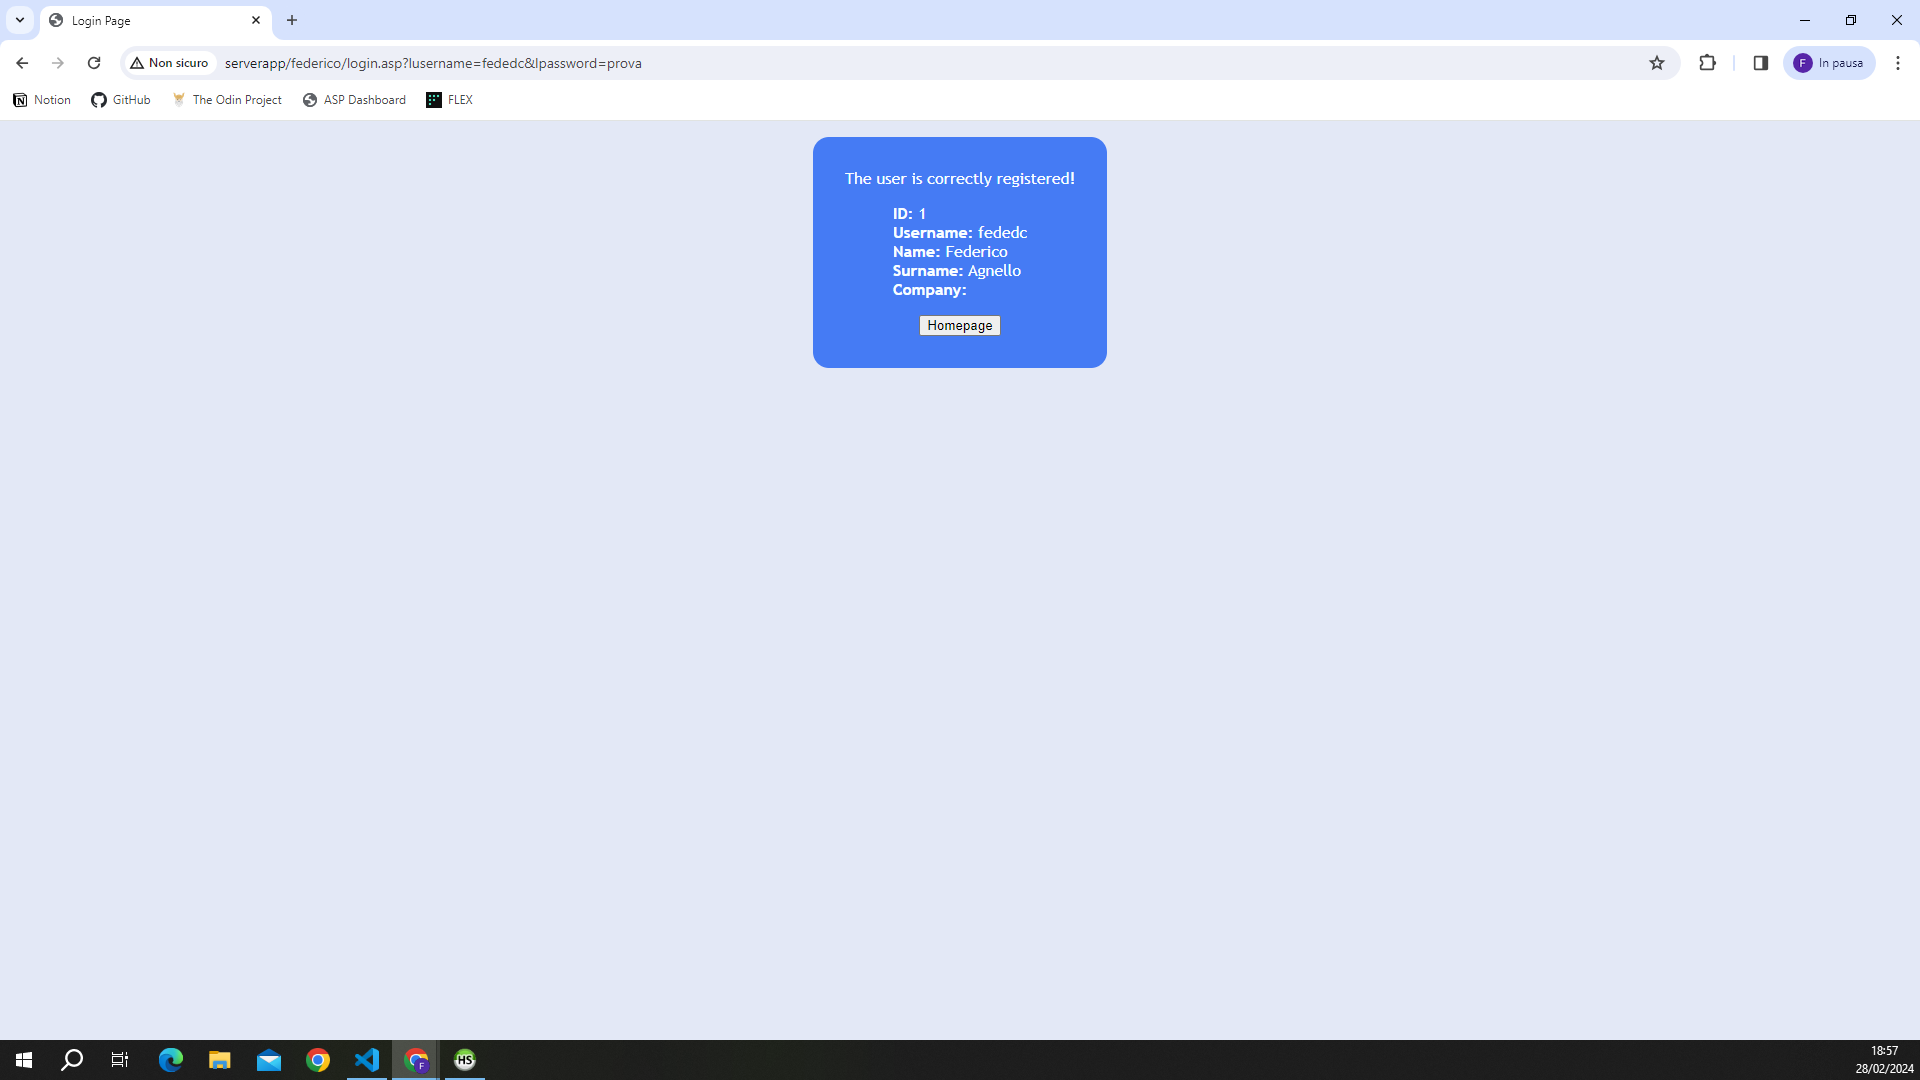 Login Page
Non sicuro
serverapp/federico/login.asp?lusername=fededc&lpassword=prova
F
In pausa
Notion
GitHub
The Odin Project
ASP Dashboard
FLEX
The user is correctly registered!
ID: 1
Username: fededc
Name: Federico
Surname: Agnello
Company:
Homepage
F
HS
18:57
28/02/2024